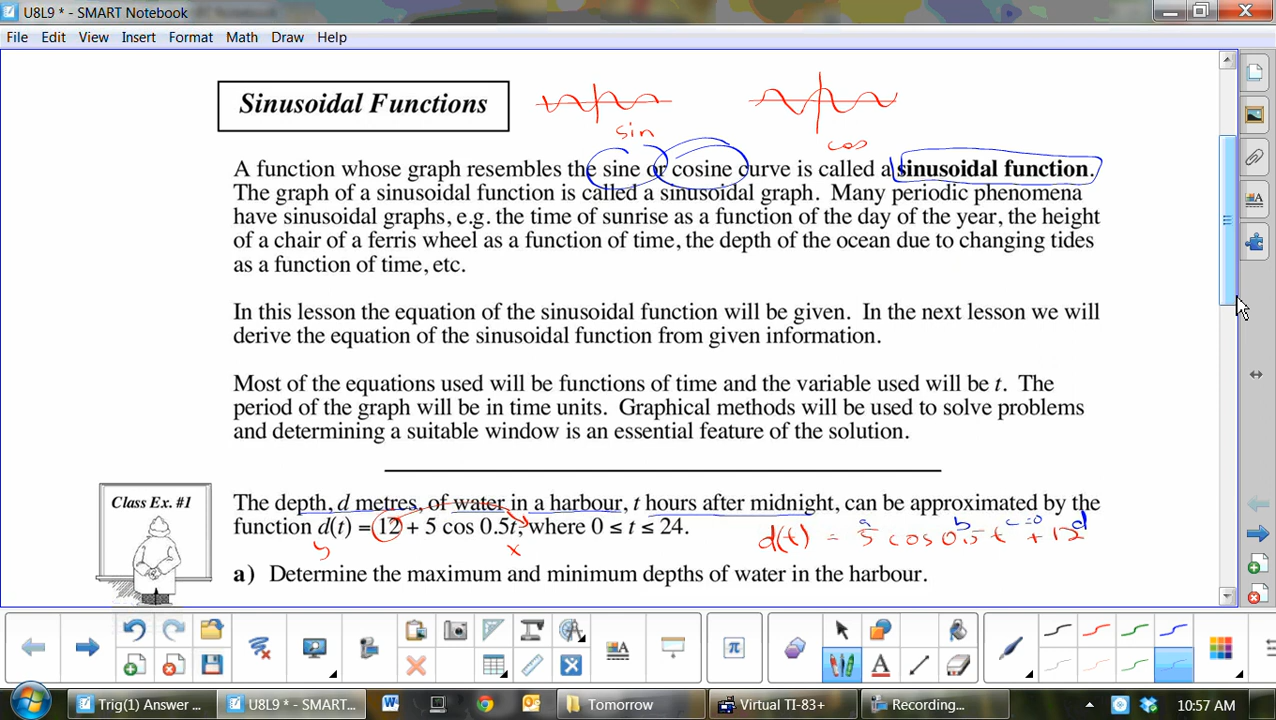 U8L9 * - SMART Notebook
File Edit View Insert Format Math Draw Help
Sinusoidal Functions
sin
cos
A function whose graph resembles the sine or cosine curve is called a sinusoidal function.
The graph of a sinusoidal function is called a sinusoidal graph. Many periodic phenomena
have sinusoidal graphs, e.g. the time of sunrise as a function of the day of the year, the height
of a chair of a ferris wheel as a function of time, the depth of the ocean due to changing tides
as a function of time, etc.
In this lesson the equation of the sinusoidal function will be given. In the next lesson we will
derive the equation of the sinusoidal function from given information.
Most of the equations used will be functions of time and the variable used will be t. The
period of the graph will be in time units. Graphical methods will be used to solve problems
and determining a suitable window is an essential feature of the solution.
Class Ex. #1
The depth, d metres, of water in a harbour, t hours after midnight, can be approximated by the
function d(t) = 12 + 5 cos 0.5t, where 0 ≤ t ≤ 24.
a b c=0 d
d(t) = 5 cos 0.5 t + 12
y x
a) Determine the maximum and minimum depths of water in the harbour.
π
A
Trig(1) Answer ... U8L9 * - SMART... Tomorrow Virtual TI-83+ Recording... 10:57 AM